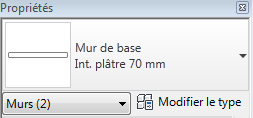 Propriétés
Mur de base
Int. plâtre 70 mm
Murs (2)
Modifier le type